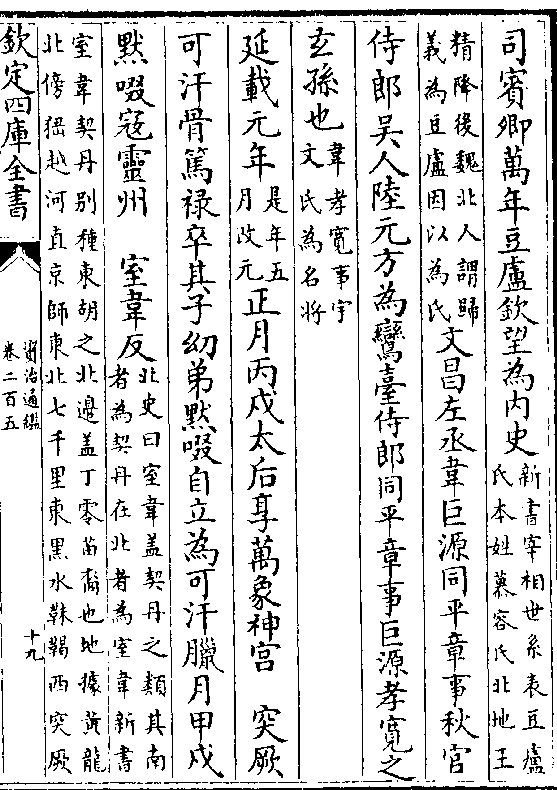 司賓卿萬年豆盧欽望為内史新書宰相世系表豆盧
氏本姓慕容氏北地王
精降後魏北人謂歸
義為豆盧因以為氏文昌左丞韋巨源同平章事秋官
侍郎吳人陸元方為鸞臺侍郎同平章事巨源孝寛之
玄孫也韋孝寛事宇
文氏為名將
延載元年是年五
月改元正月丙戌太后享萬象神宫　突厥
可汗骨篤禄卒其子幼弟黙啜自立為可汗臘月甲戌
黙啜寇靈州　室韋反北史曰室韋盖契丹之類其南
者為契丹在北者為室韋新書
室韋契丹别種東胡之北邊盖丁零苗裔也地據黄龍
北傍猺越河直京師東北七千里東黑水靺鞨西突厥
欽定四庫全書
資治通鑑
卷二百五
十九